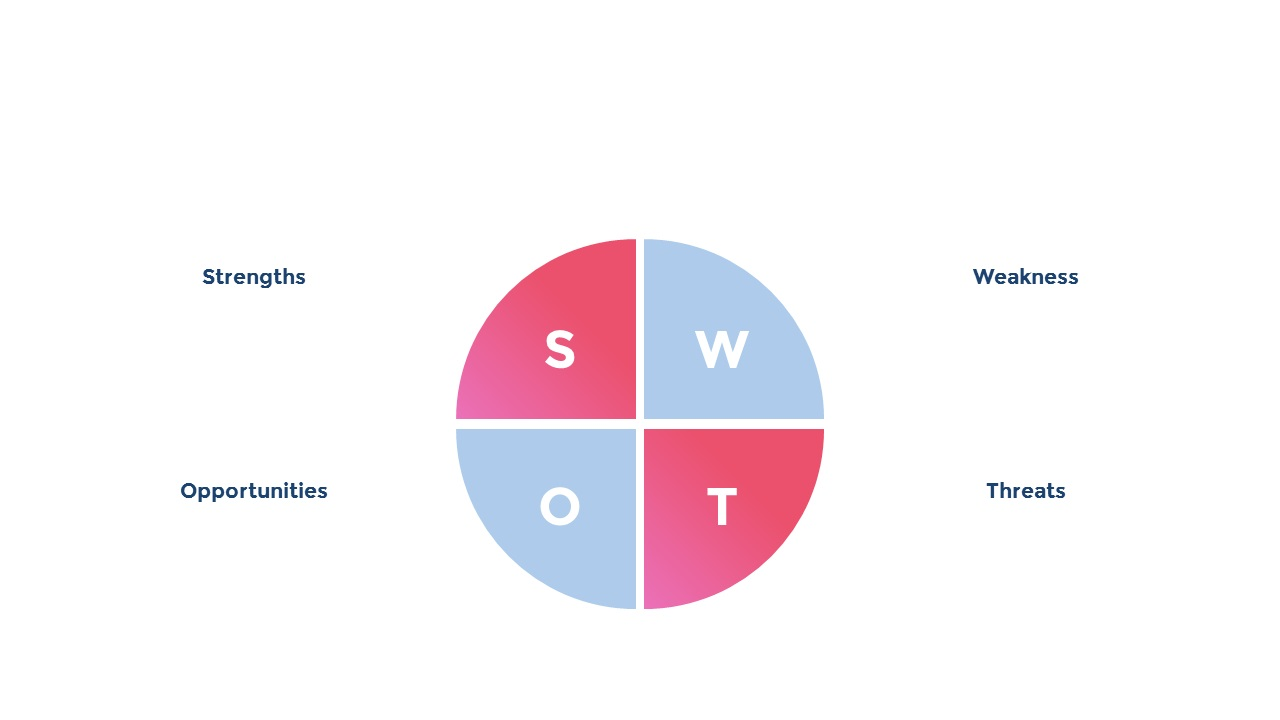 Strengths
Weakness
S
W
Opportunities
Threats
O
T